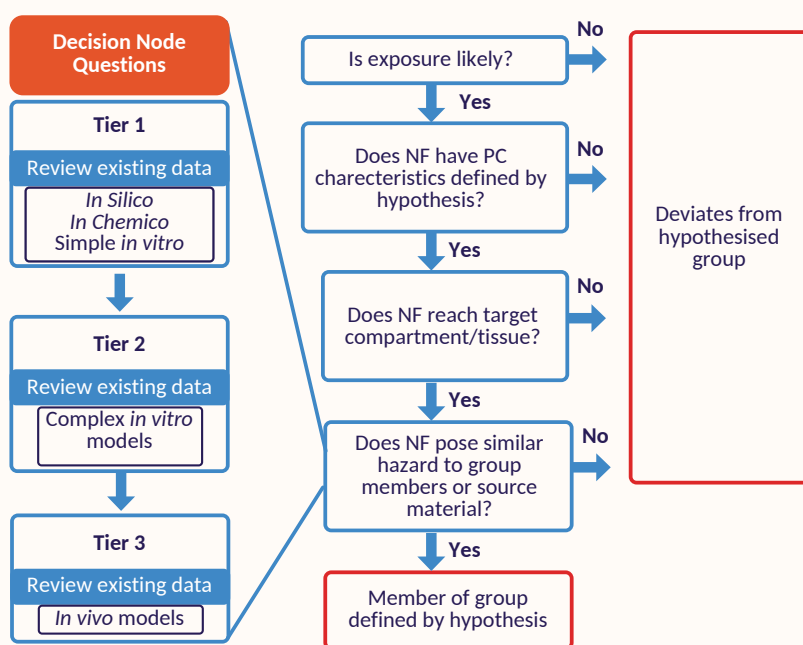 Decision Node
Questions
Tier 1
Review existing data
In Silico
In Chemico
Simple in vitro
Tier 2
Review existing data
Complex in vitro
models
Tier 3
Review existing data
In vivo models
Is exposure likely?
No
Yes
Does NF have PC
charecteristics defined by
hypothesis?
No
Yes
Does NF reach target
compartment/tissue?
No
Yes
Does NF pose similar
hazard to group
members or source
material?
No
Yes
Member of group
defined by hypothesis
Deviates from
hypothesised
group